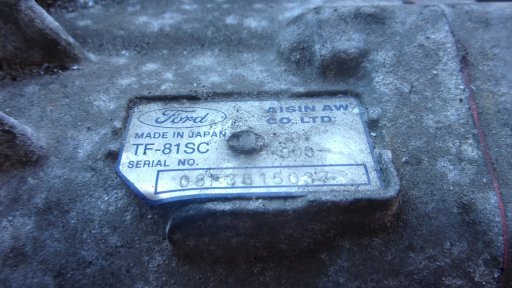 Ford
AISIN AW
CO., LTD.
MADE IN JAPAN
TF-81SC
SERIAL NO.